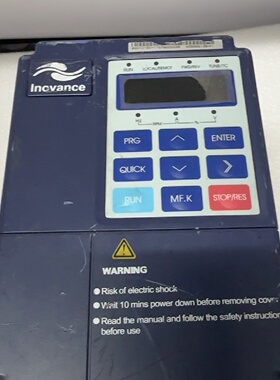 Inovance
RUN LOCAL/REMOT FWD/REV TUNE/TC
Hz A V
RPM %
PRG ENTER
QUICK
RUN MF.K STOP/RES
WARNING
Risk of electric shock
Wait 10 mins power down before removing cove
Read the manual and follow the safety instruction
before use